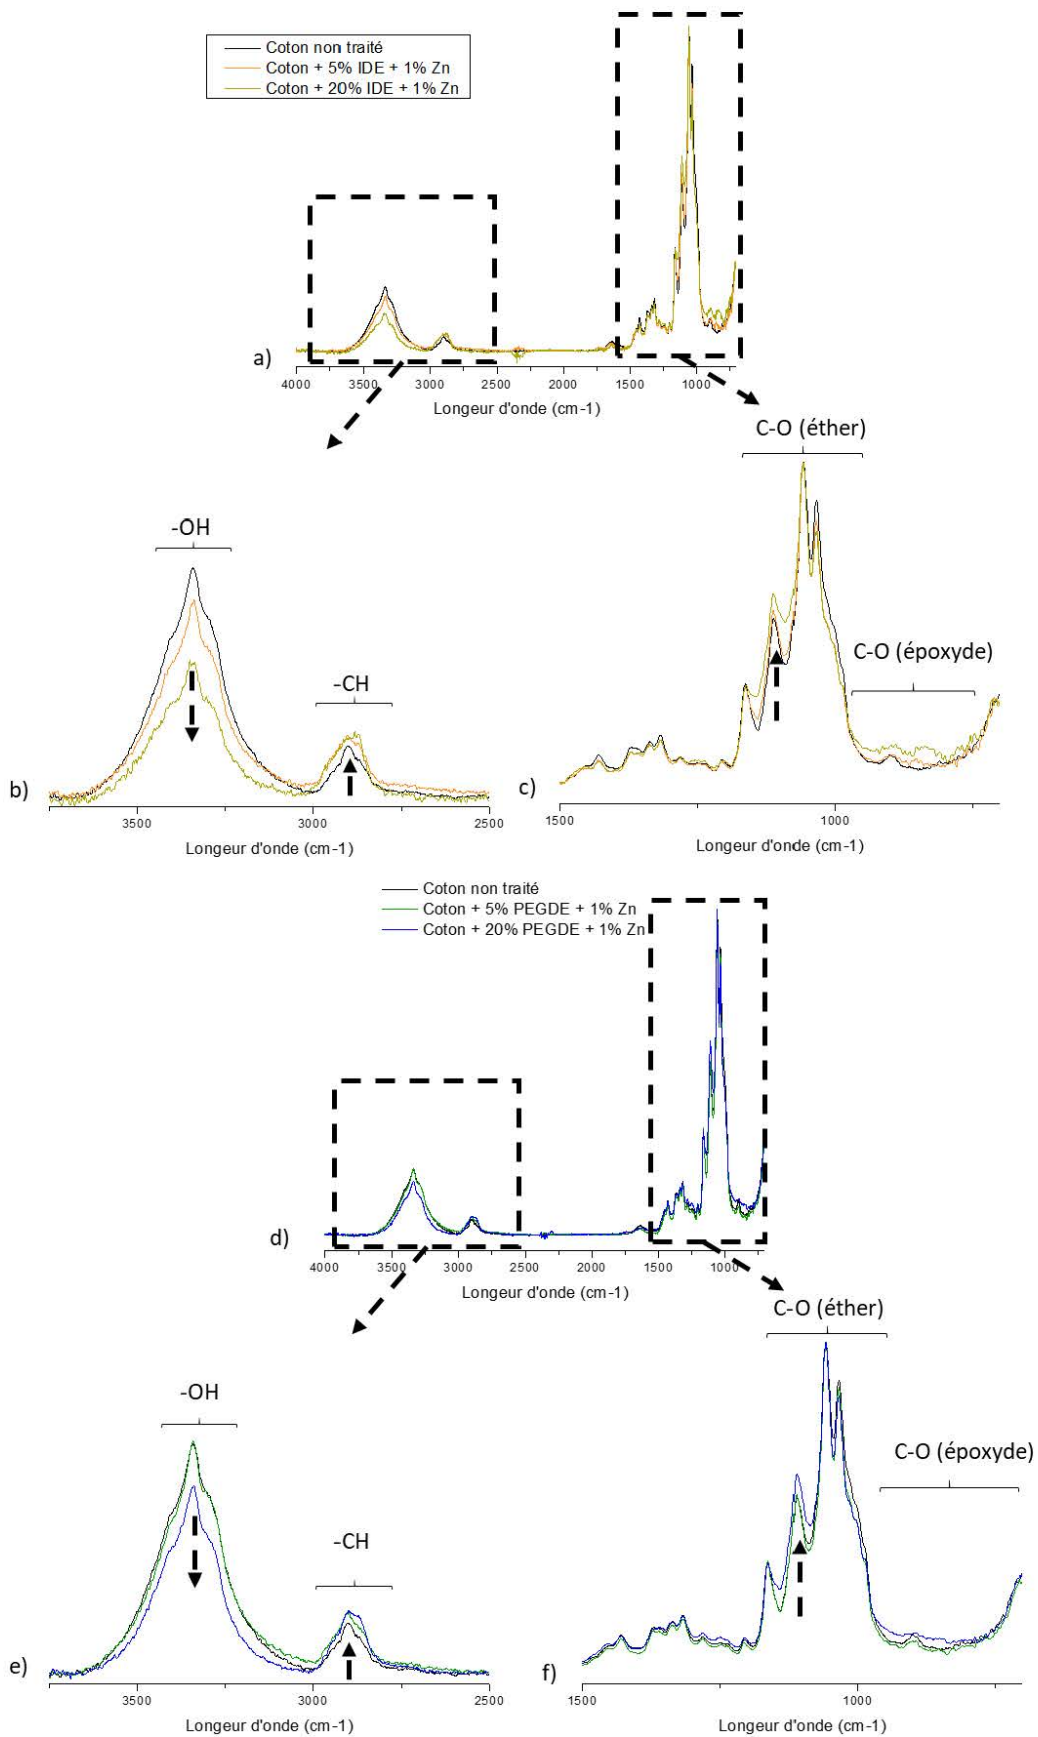 Coton non traité
Coton + 5% IDE + 1% Zn
Coton + 20% IDE + 1% Zn
a)
4000 3500 3000 2500 2000 1500 1000
Longeur d'onde (cm-1)
C-O (éther)
-OH
-CH
C-O (époxyde)
b)
3500 3000 2500
Longeur d'onde (cm-1)
c)
1500 1000
Longeur d'onde (cm-1)
Coton non traité
Coton + 5% PEGDE + 1% Zn
Coton + 20% PEGDE + 1% Zn
d)
4000 3500 3000 2500 2000 1500 1000
Longeur d'onde (cm-1)
C-O (éther)
-OH
-CH
C-O (époxyde)
e)
3500 3000 2500
Longeur d'onde (cm-1)
f)
1500 1000
Longeur d'onde (cm-1)